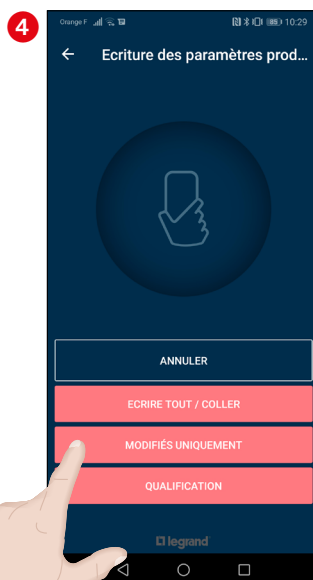 4
Orange F 10:29
Ecriture des paramètres prod...
ANNULER
ECRIRE TOUT / COLLER
MODIFIÉS UNIQUEMENT
QUALIFICATION
legrand